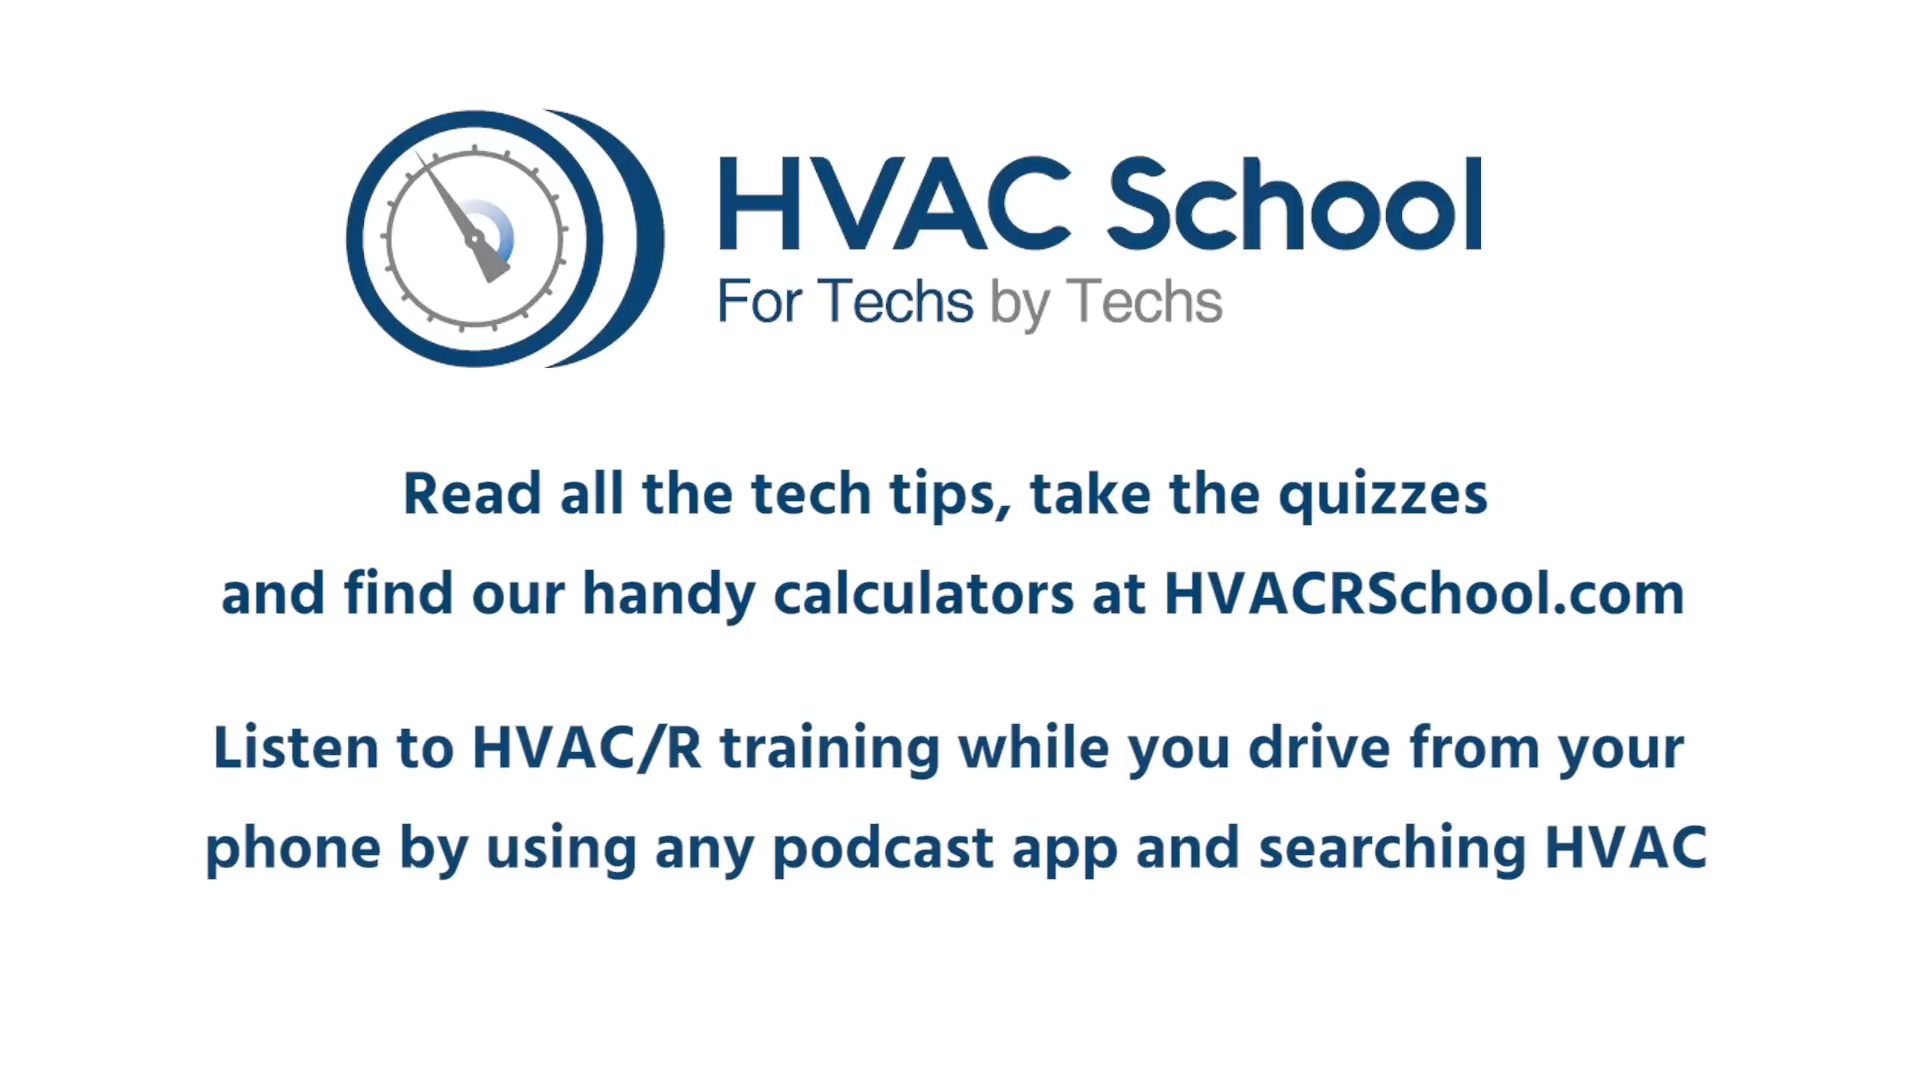 HVAC School
For Techs by Techs
Read all the tech tips, take the quizzes
and find our handy calculators at HVACRSchool.com
Listen to HVAC/R training while you drive from your
phone by using any podcast app and searching HVAC